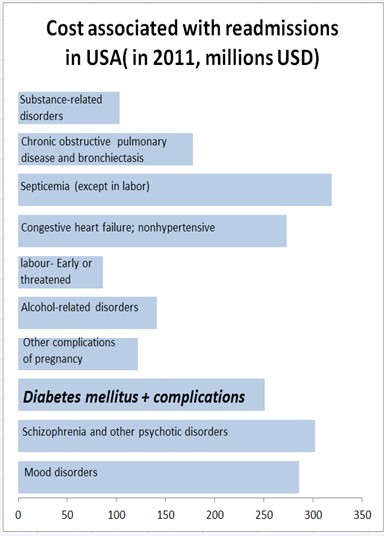 Cost associated with readmissions
in USA( in 2011, millions USD)
Substance-related
disorders
Chronic obstructive pulmonary
disease and bronchiectasis
Septicemia (except in labor)
Congestive heart failure; nonhypertensive
labour- Early or
threatened
Alcohol-related disorders
Other complications
of pregnancy
Diabetes mellitus + complications
Schizophrenia and other psychotic disorders
Mood disorders
0 50 100 150 200 250 300 350